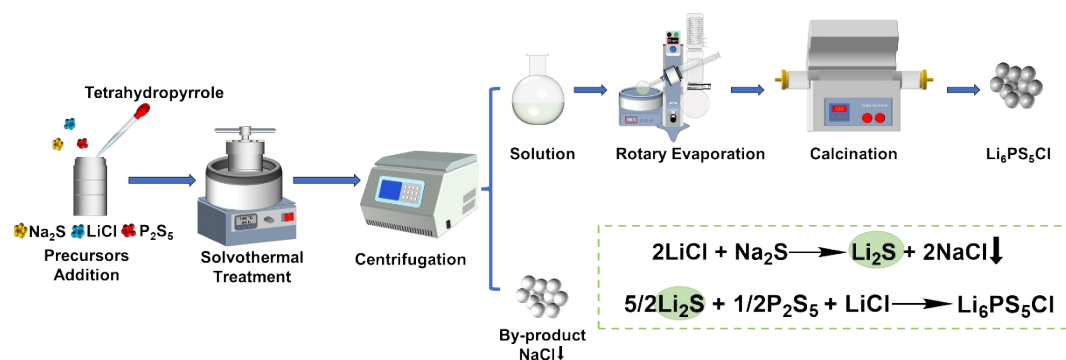 Tetrahydropyrrole
Na₂S LiCl P₂S₅
Precursors
Addition
Solvothermal
Treatment
Centrifugation
Solution
Rotary Evaporation
Calcination
Li₆PS₅Cl
By-product
NaCl⬇
2LiCl + Na₂S⟶Li₂S + 2NaCl⬇
5/2Li₂S + 1/2P₂S₅ + LiCl⟶Li₆PS₅Cl